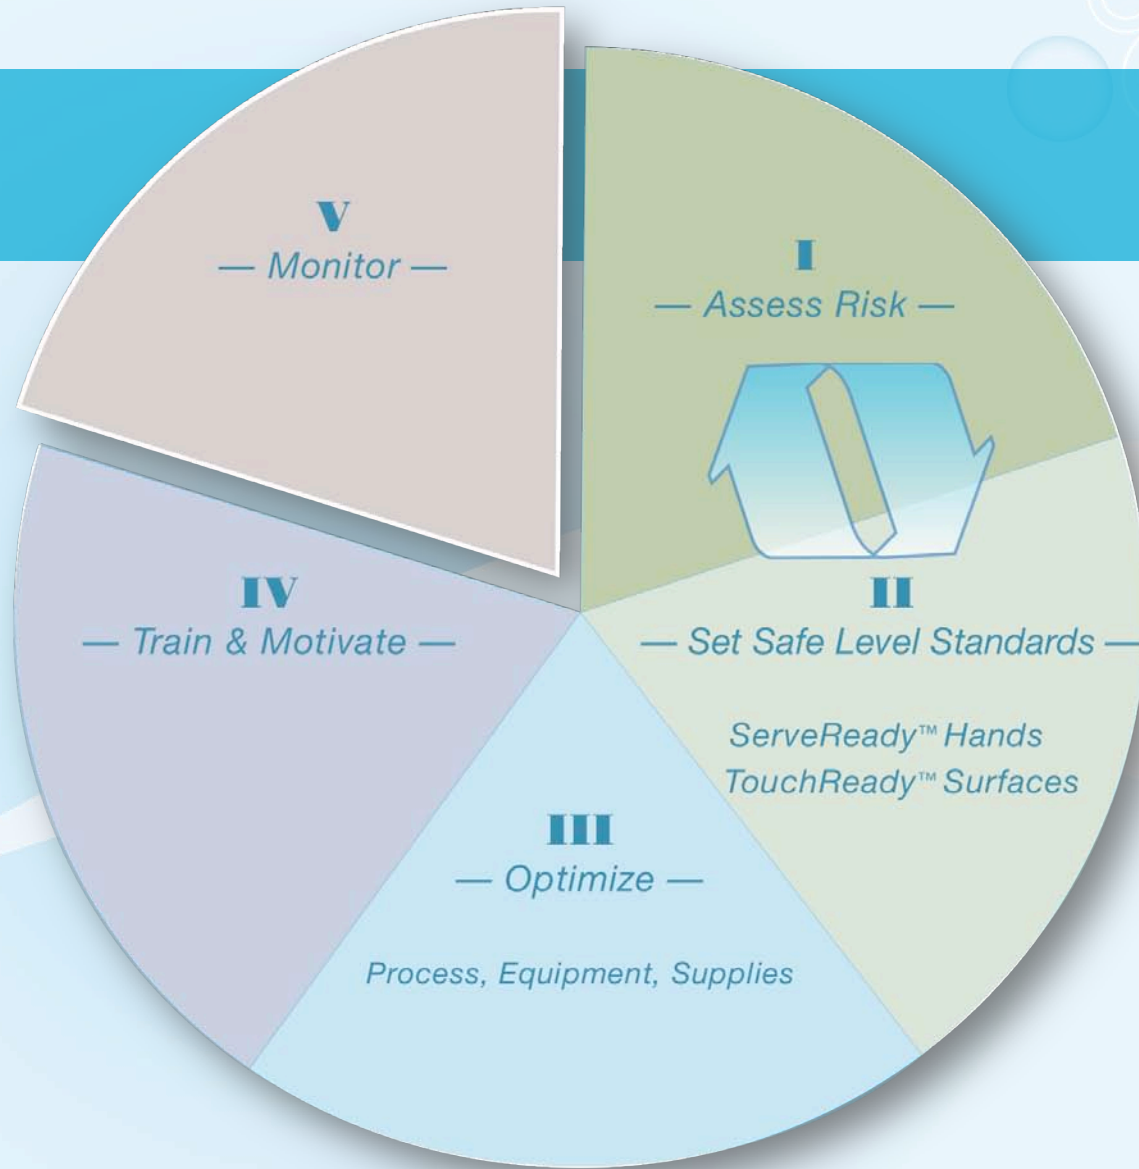 V
— Monitor —
I
— Assess Risk —
II
— Set Safe Level Standards —
ServeReady™ Hands
TouchReady™ Surfaces
III
— Optimize —
Process, Equipment, Supplies
IV
— Train & Motivate —